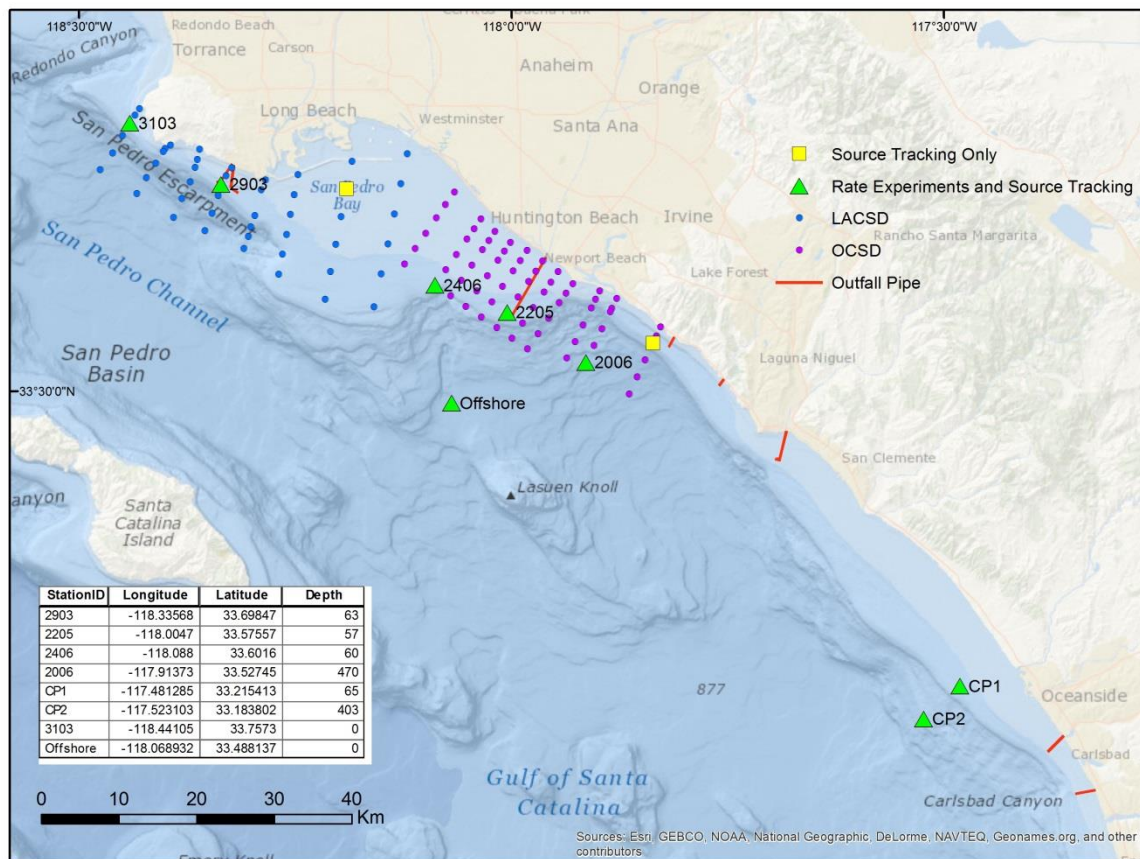 118°30'0"W
118°0'0"W
117°30'0"W
Redondo Beach
Redondo Canyon
Torrance
Carson
Anaheim
Orange
Long Beach
Westminster
Santa Ana
3103
San Pedro Escarpment
2903
San Pedro
Bay
Huntington Beach
Irvine
Source Tracking Only
Rate Experiments and Source Tracking
LACSD
OCSD
Outfall Pipe
Rancho Santa Margarita
Newport Beach
Lake Forest
San Pedro Channel
2406
2205
San Pedro
Basin
2006
Laguna Niguel
33°30'0"N
Offshore
San Clemente
Lasuen Knoll
Canyon
Santa
Catalina
Island
StationID Longitude Latitude Depth
2903 -118.33568 33.69847 63
2205 -118.0047 33.57557 57
2406 -118.088 33.6016 60
2006 -117.91373 33.52745 470
CP1 -117.481285 33.215413 65
CP2 -117.523103 33.183802 403
3103 -118.44105 33.7573 0
Offshore -118.068932 33.488137 0
877
CP1
Oceanside
CP2
Carlsbad
Gulf of Santa
Catalina
Carlsbad Canyon
0 10 20 30 40
Km
Sources: Esri, GEBCO, NOAA, National Geographic, DeLorme, NAVTEQ, Geonames.org, and other
contributors
Emery Knoll